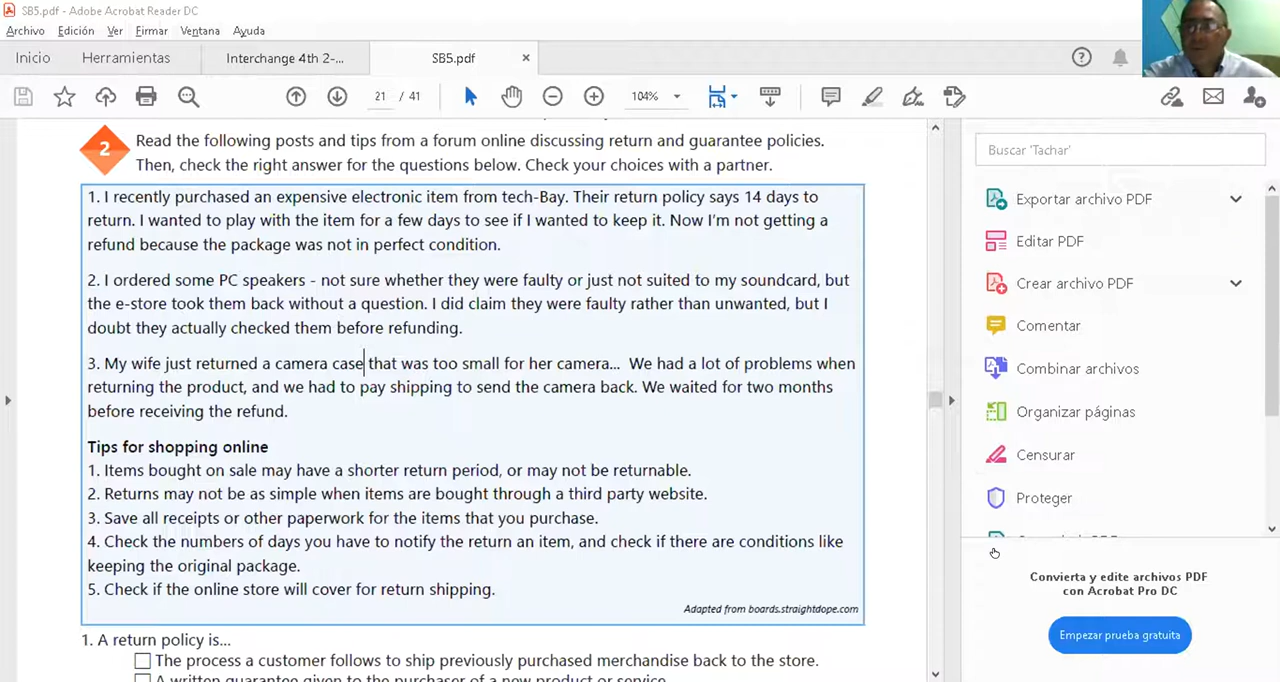 SB5.pdf - Adobe Acrobat Reader DC
Archivo Edición Ver Firmar Ventana Ayuda
Inicio Herramientas Interchange 4th 2-... SB5.pdf ×
21 / 41 104%
2 Read the following posts and tips from a forum online discussing return and guarantee policies.
Then, check the right answer for the questions below. Check your choices with a partner.
1. I recently purchased an expensive electronic item from tech-Bay. Their return policy says 14 days to
return. I wanted to play with the item for a few days to see if I wanted to keep it. Now I'm not getting a
refund because the package was not in perfect condition.
2. I ordered some PC speakers - not sure whether they were faulty or just not suited to my soundcard, but
the e-store took them back without a question. I did claim they were faulty rather than unwanted, but I
doubt they actually checked them before refunding.
3. My wife just returned a camera case that was too small for her camera... We had a lot of problems when
returning the product, and we had to pay shipping to send the camera back. We waited for two months
before receiving the refund.
Tips for shopping online
1. Items bought on sale may have a shorter return period, or may not be returnable.
2. Returns may not be as simple when items are bought through a third party website.
3. Save all receipts or other paperwork for the items that you purchase.
4. Check the numbers of days you have to notify the return an item, and check if there are conditions like
keeping the original package.
5. Check if the online store will cover for return shipping.
Adapted from boards.straightdope.com
1. A return policy is...
The process a customer follows to ship previously purchased merchandise back to the store.
A written guarantee given to the purchaser of a new product or service.
Buscar 'Tachar'
Exportar archivo PDF
Editar PDF
Crear archivo PDF
Comentar
Combinar archivos
Organizar páginas
Censurar
Proteger
Convierta y edite archivos PDF
con Acrobat Pro DC
Empezar prueba gratuita